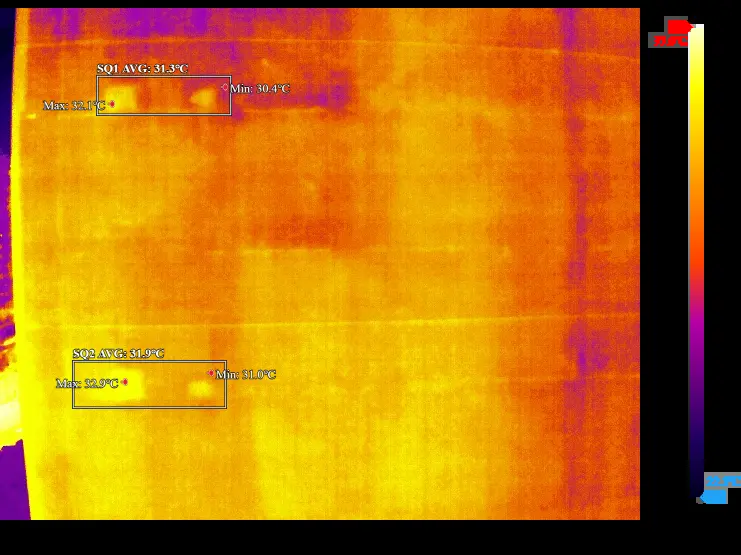 SQ1 AVG: 31.3°C
Min: 30.4°C
Max: 32.1°C
SQ2 AVG: 31.9°C
Min: 31.0°C
Max: 32.9°C